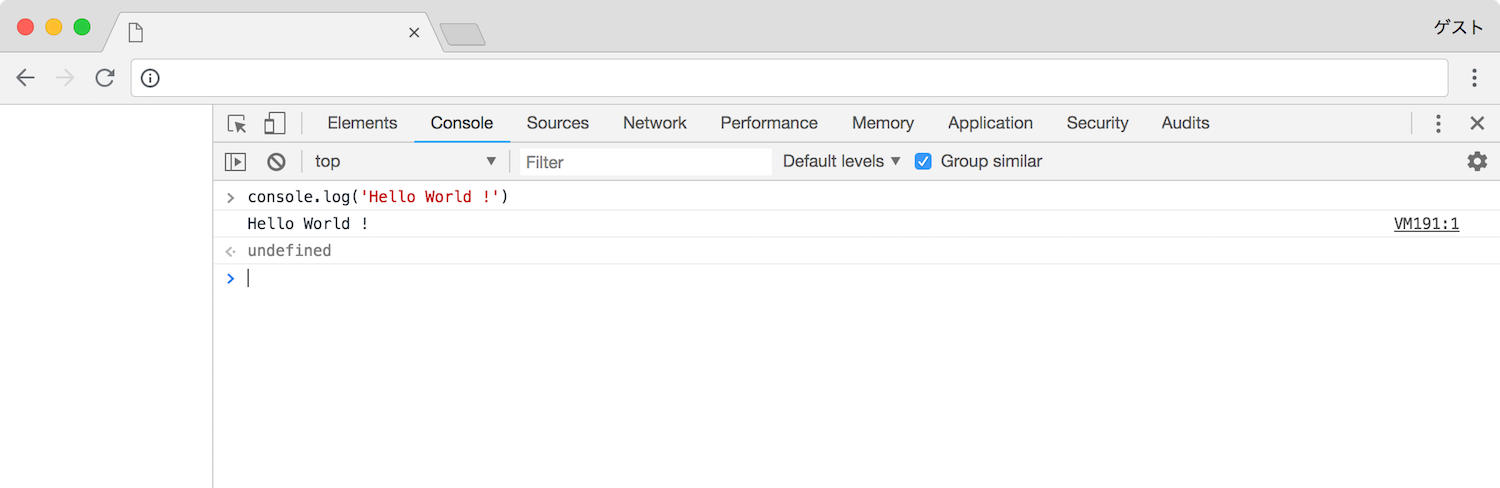 ゲスト
Elements Console Sources Network Performance Memory Application Security Audits
top Filter Default levels Group similar
console.log('Hello World !')
Hello World ! VM191:1
undefined